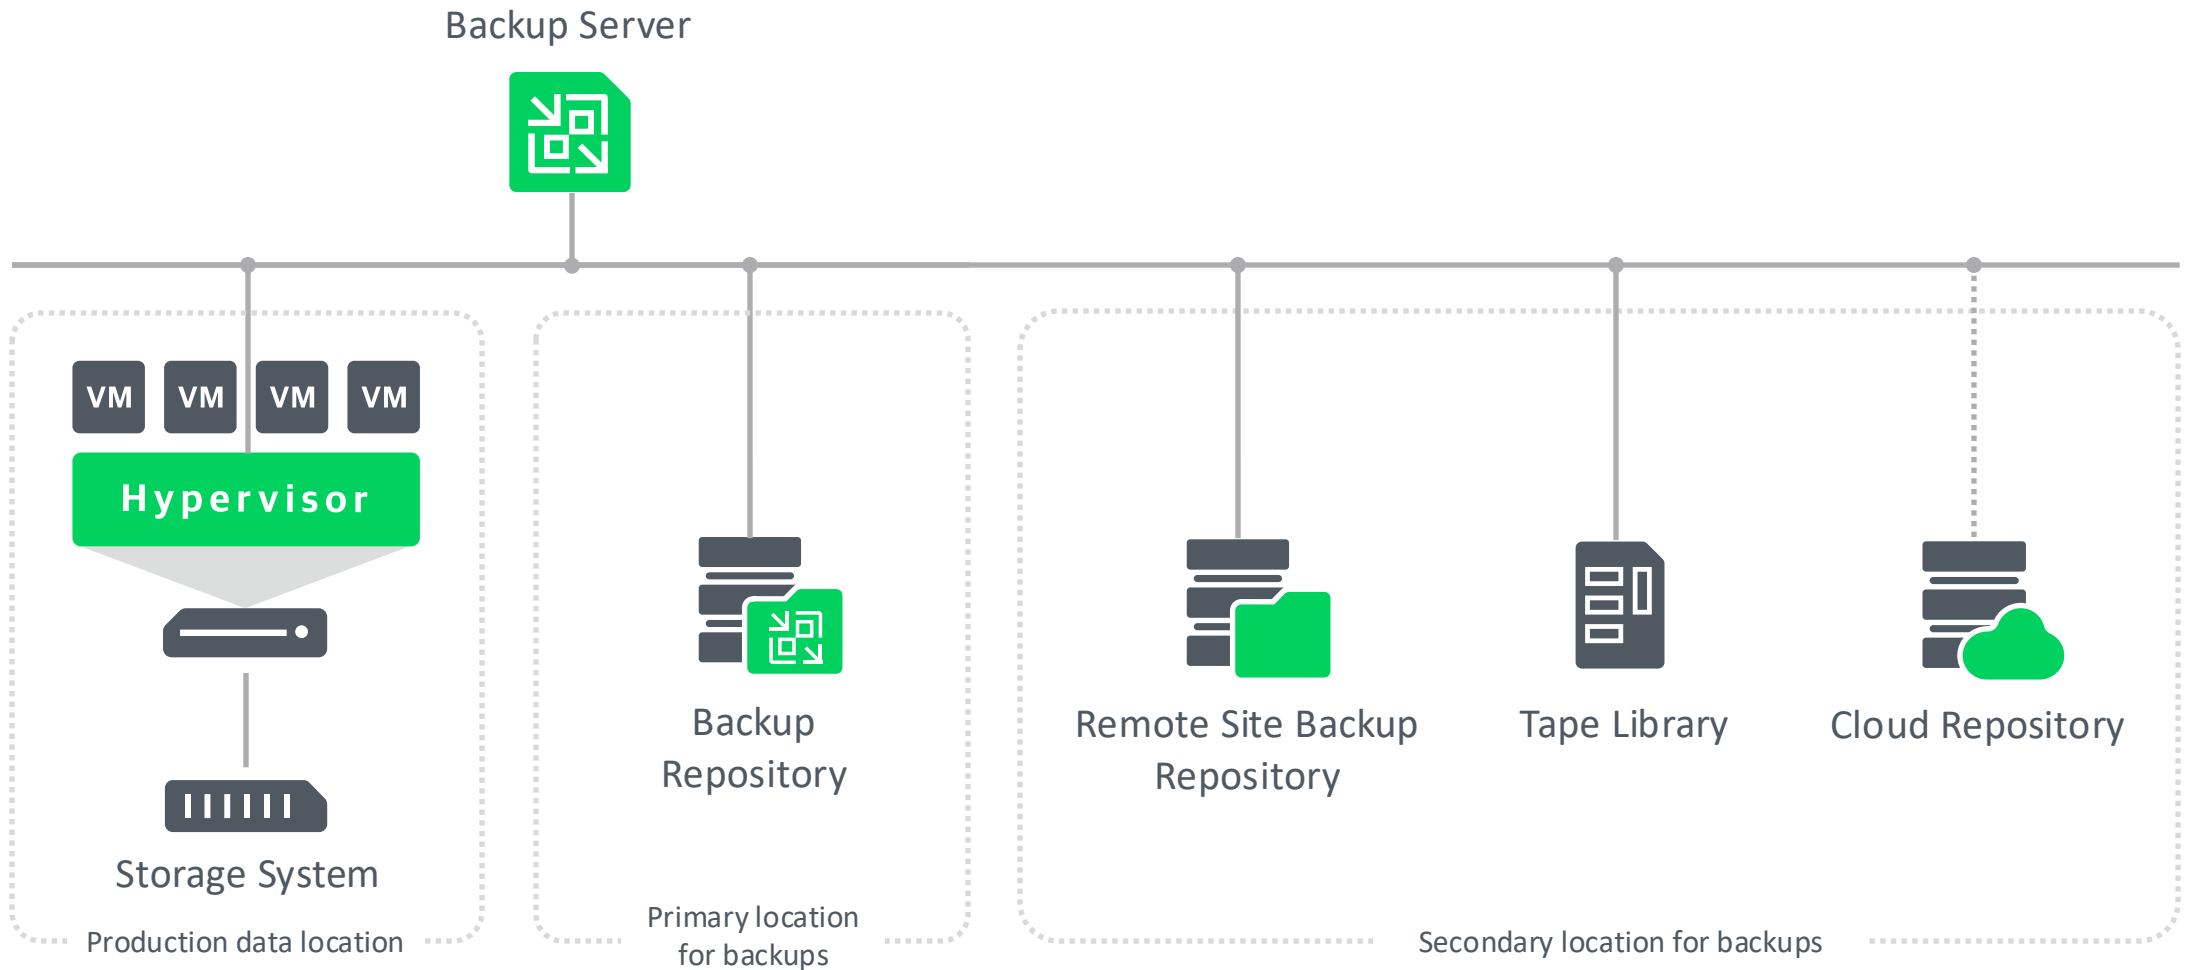 Backup Server
VM VM VM VM
Hypervisor
Storage System
Production data location
Backup
Repository
Primary location
for backups
Remote Site Backup
Repository
Tape Library
Cloud Repository
Secondary location for backups